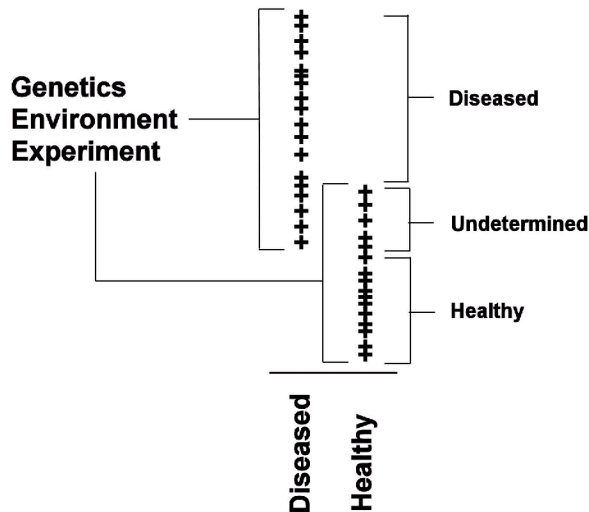 Genetics
Environment
Experiment
Diseased
Undetermined
Healthy
Diseased
Healthy